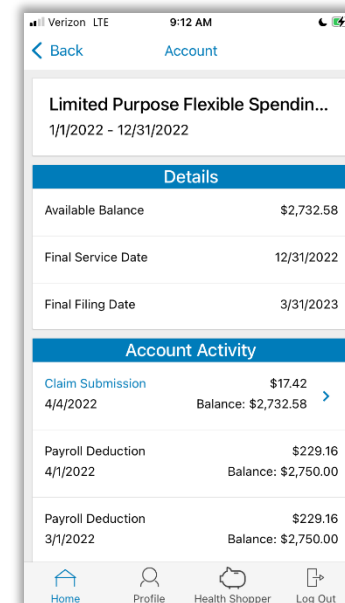 Verizon LTE 9:12 AM
Back Account
Limited Purpose Flexible Spendin...
1/1/2022 - 12/31/2022
Details
Available Balance $2,732.58
Final Service Date 12/31/2022
Final Filing Date 3/31/2023
Account Activity
Claim Submission $17.42
4/4/2022 Balance: $2,732.58
Payroll Deduction $229.16
4/1/2022 Balance: $2,750.00
Payroll Deduction $229.16
3/1/2022 Balance: $2,750.00
Home Profile Health Shopper Log Out